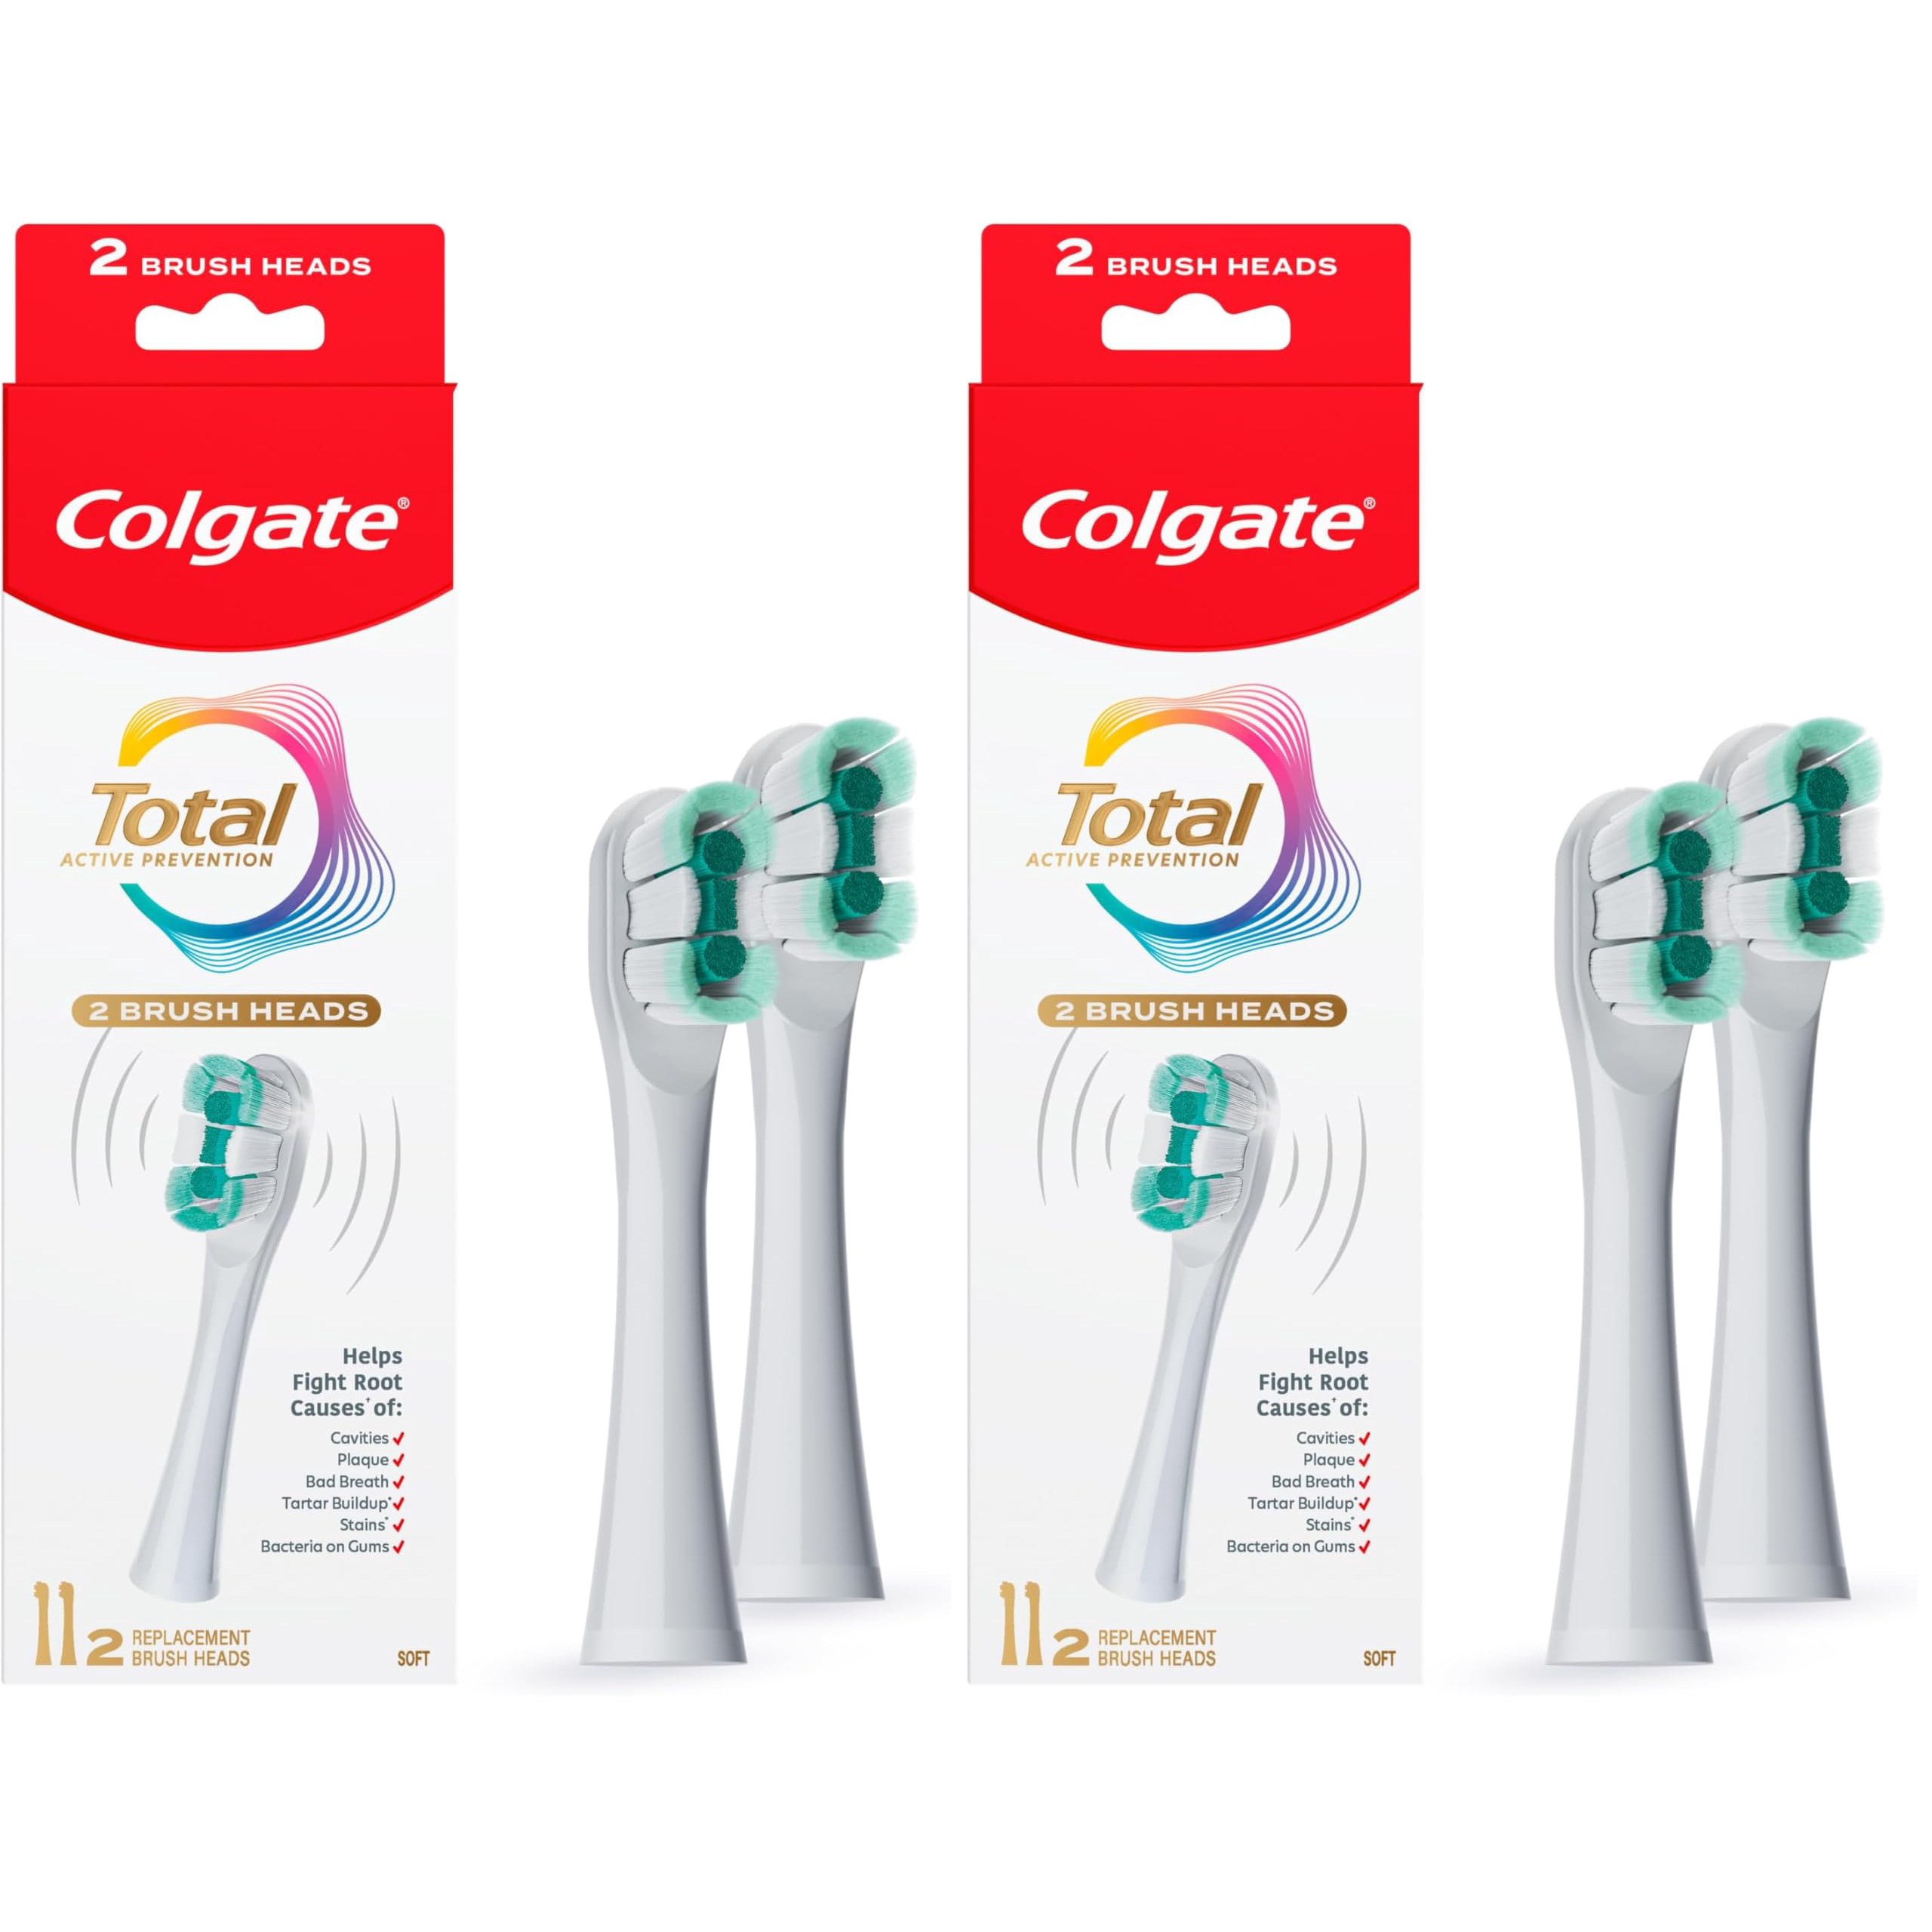 2 BRUSH HEADS
Colgate®
Total
ACTIVE PREVENTION
2 BRUSH HEADS
Helps
Fight Root
Causes† of:
Cavities ✓
Plaque ✓
Bad Breath ✓
Tartar Buildup* ✓
Stains* ✓
Bacteria on Gums ✓
2 REPLACEMENT
BRUSH HEADS
SOFT
2 BRUSH HEADS
Colgate®
Total
ACTIVE PREVENTION
2 BRUSH HEADS
Helps
Fight Root
Causes† of:
Cavities ✓
Plaque ✓
Bad Breath ✓
Tartar Buildup* ✓
Stains* ✓
Bacteria on Gums ✓
2 REPLACEMENT
BRUSH HEADS
SOFT